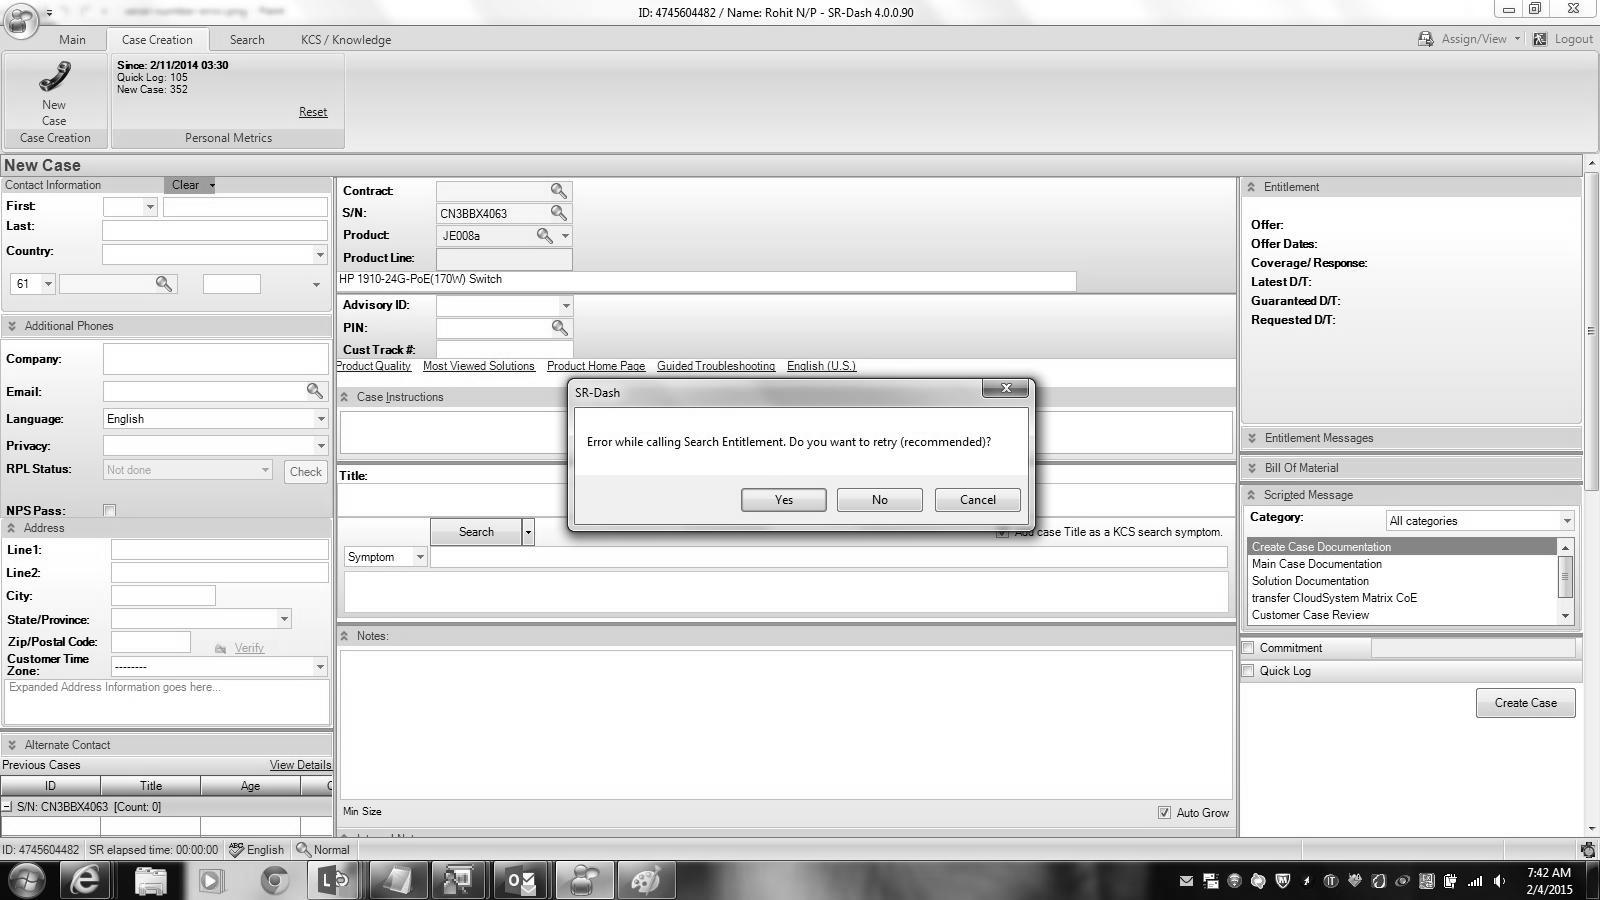 ID: 4745604482 / Name: Rohit N/P - SR-Dash 4.0.0.90
Main
Case Creation
Search
KCS / Knowledge
Assign/View
Logout
New
Case
Case Creation
Since: 2/11/2014 03:30
Quick Log: 105
New Case: 352
Reset
Personal Metrics
New Case
Contact Information
Clear
First:
Last:
Country:
61
Additional Phones
Company:
Email:
Language:
English
Privacy:
RPL Status:
Not done
Check
NPS Pass:
Address
Line1:
Line2:
City:
State/Province:
Zip/Postal Code:
Verify
Customer Time
Zone:
--------
Expanded Address Information goes here...
Alternate Contact
Previous Cases
View Details
ID
Title
Age
S/N: CN3BBX4063 [Count: 0]
Contract:
S/N:
CN3BBX4063
Product:
JE008a
Product Line:
HP 1910-24G-PoE(170W) Switch
Advisory ID:
PIN:
Cust Track #:
Product Quality
Most Viewed Solutions
Product Home Page
Guided Troubleshooting
English (U.S.)
Case Instructions
SR-Dash
Error while calling Search Entitlement. Do you want to retry (recommended)?
Yes
No
Cancel
Title:
Search
Add case Title as a KCS search symptom.
Symptom
Notes:
Min Size
Auto Grow
Entitlement
Offer:
Offer Dates:
Coverage/ Response:
Latest D/T:
Guaranteed D/T:
Requested D/T:
Entitlement Messages
Bill Of Material
Scripted Message
Category:
All categories
Create Case Documentation
Main Case Documentation
Solution Documentation
transfer CloudSystem Matrix CoE
Customer Case Review
Commitment
Quick Log
Create Case
ID: 4745604482
SR elapsed time: 00:00:00
English
Normal
7:42 AM
2/4/2015